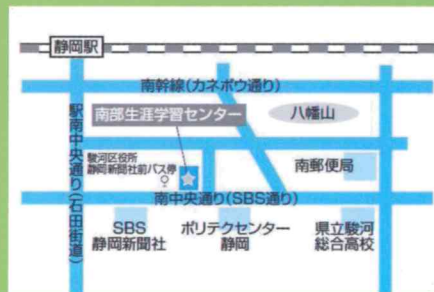 静岡駅
南幹線(カネボウ通り)
南部生涯学習センター
八幡山
駅南中央通り(石田街道)
駿河区役所
静岡新聞社前バス停
南郵便局
南中央通り(SBS通り)
SBS
静岡新聞社
ポリテクセンター
静岡
県立駿河
総合高校